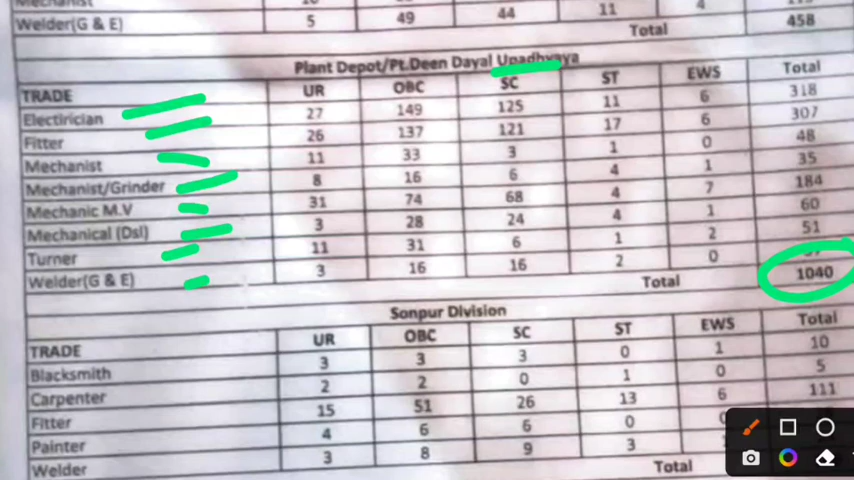 Mechanist
Welder(G & E) 5 49 44 11 4
Total 458
Plant Depot/Pt.Deen Dayal Upadhyaya
TRADE UR OBC SC ST EWS Total
Electirician 27 149 125 11 6 318
Fitter 26 137 121 17 6 307
Mechanist 11 33 3 1 0 48
Mechanist/Grinder 8 16 6 4 1 35
Mechanic M.V 31 74 68 4 7 184
Mechanical (Dsl) 3 28 24 4 1 60
Turner 11 31 6 1 2 51
Welder(G & E) 3 16 16 2 0
Total 1040
Sonpur Division
TRADE UR OBC SC ST EWS Total
Blacksmith 3 3 3 0 1 10
Carpenter 2 2 0 1 0 5
Fitter 15 51 26 13 6 111
Painter 4 6 6 0
Welder 3 8 9 3
Total